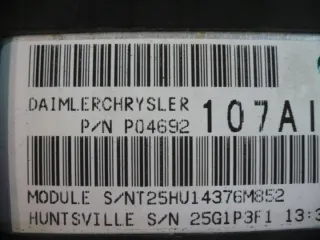 DAIMLERCHRYSLER
P/N P04692 107AI
MODULE S/NT25HU14376M852
HUNTSVILLE S/N 25G1P3F1 13:3